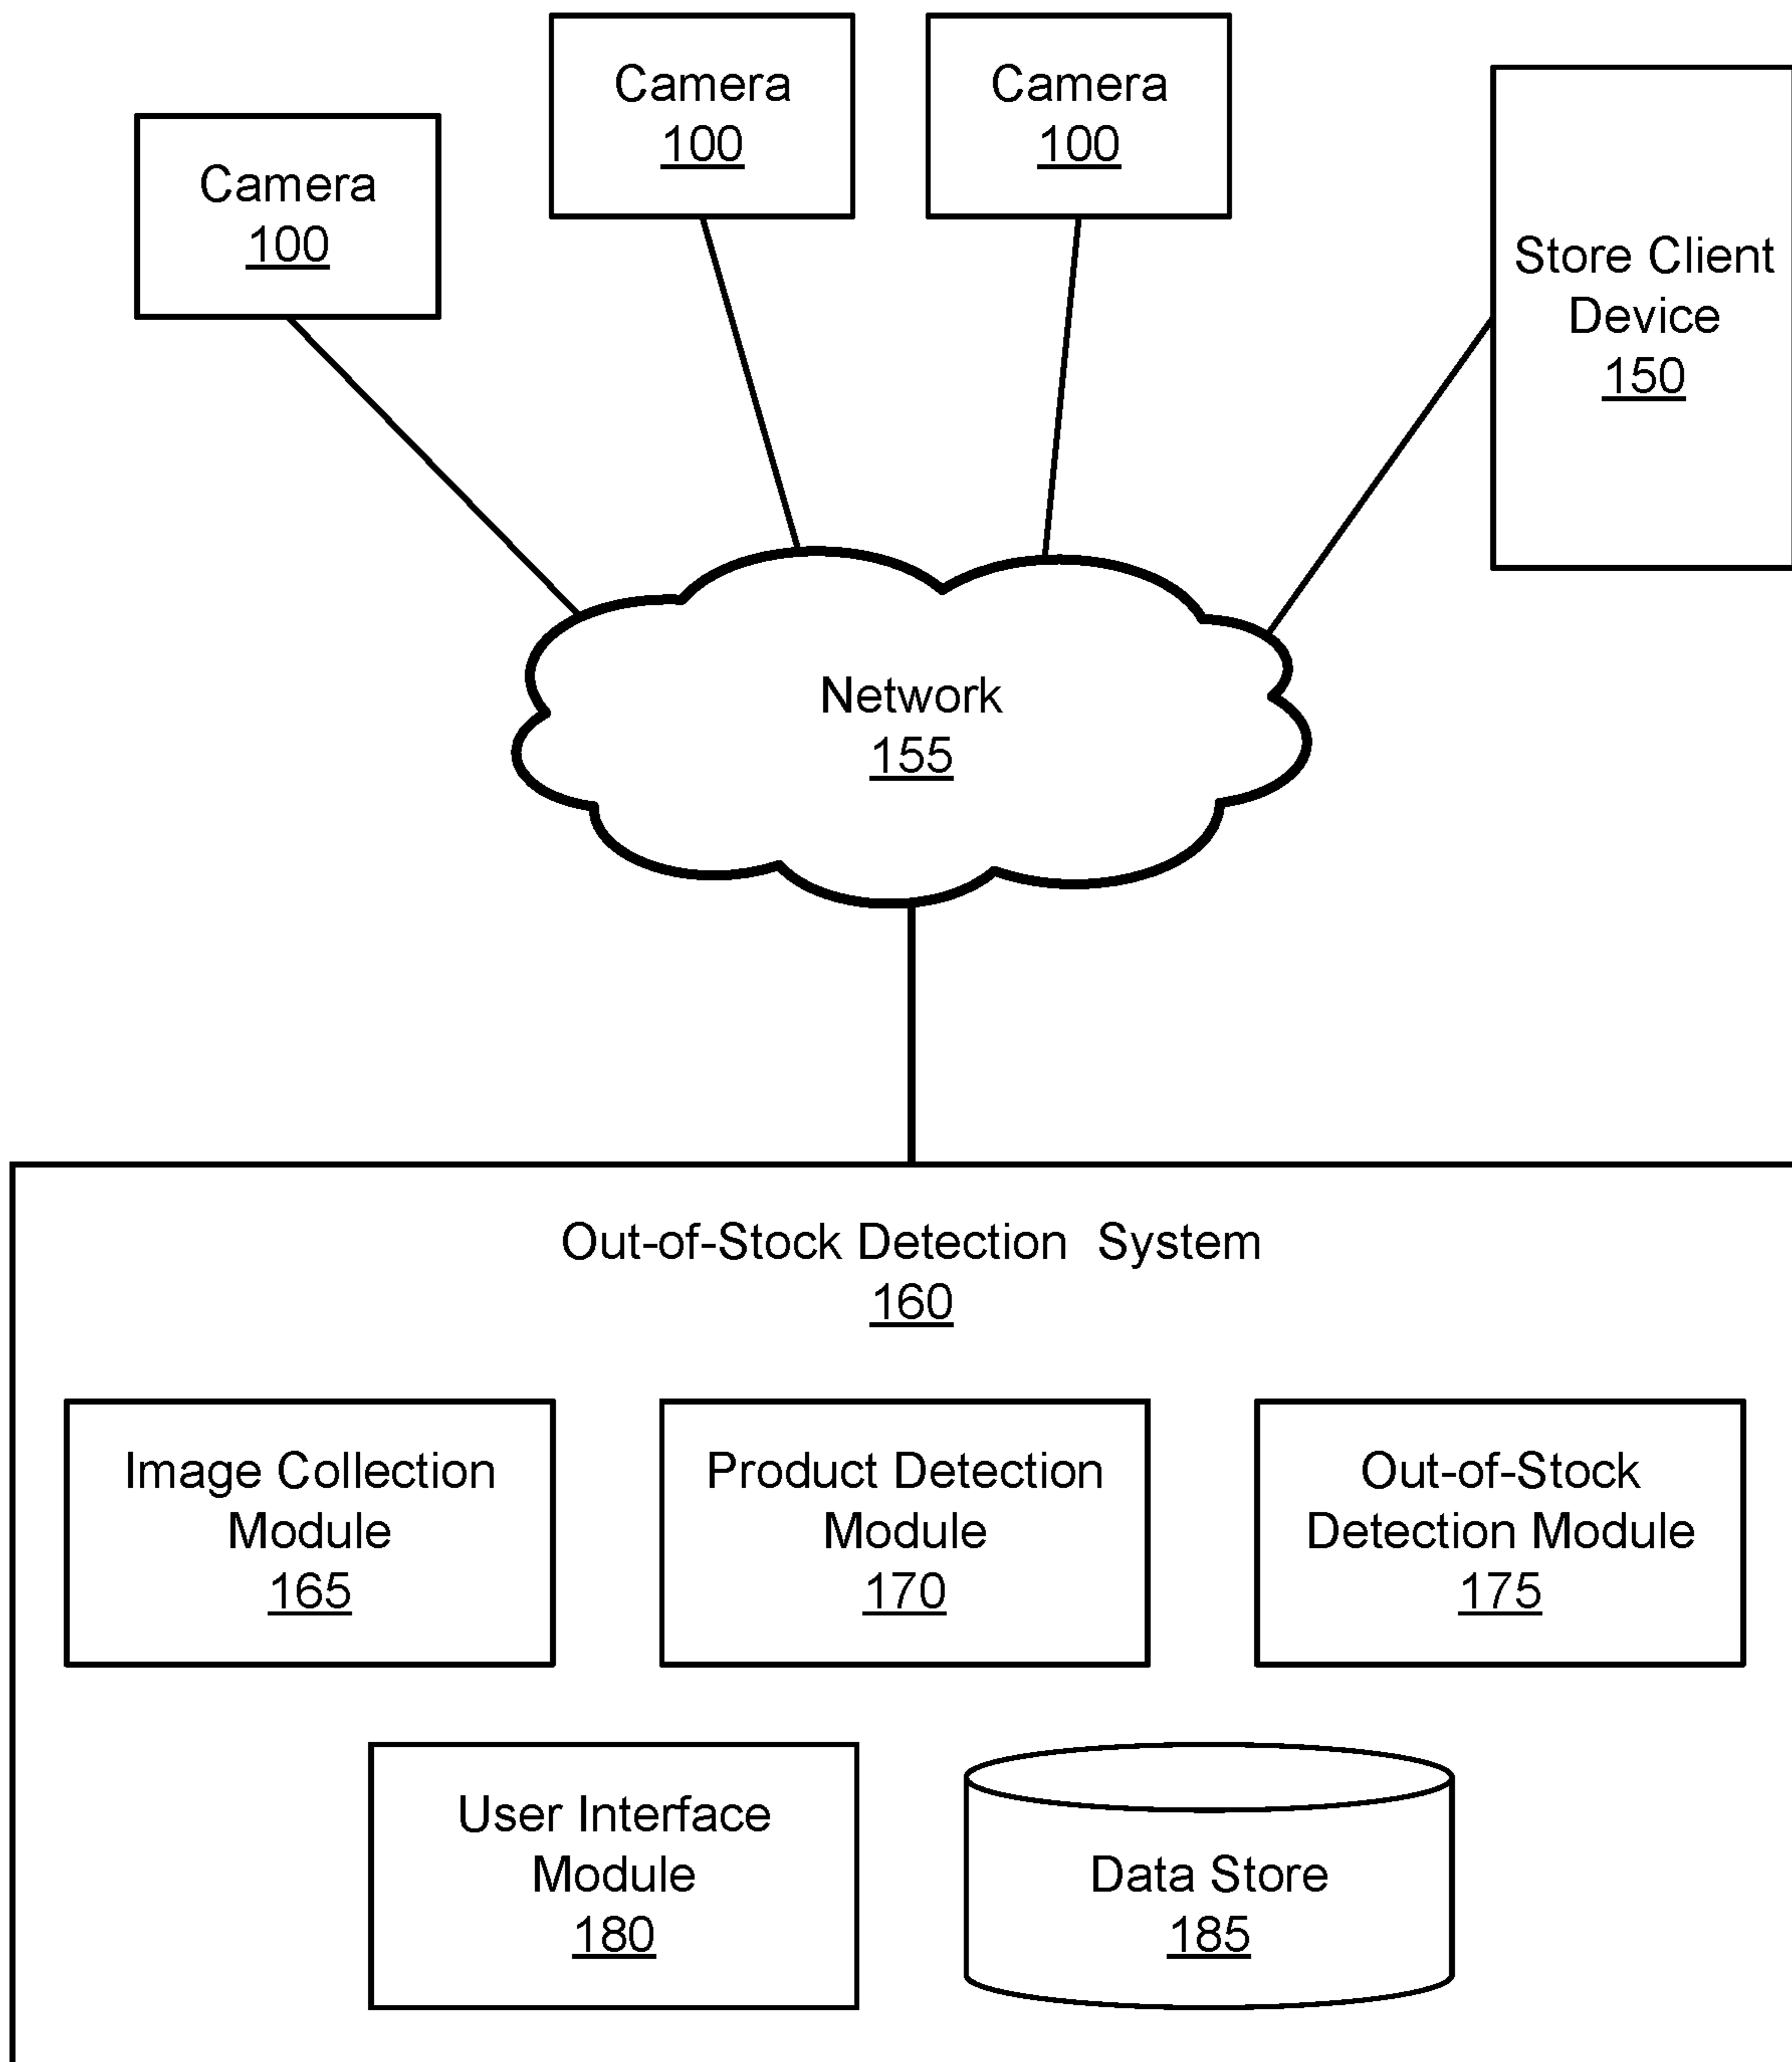 Camera
100
Camera
100
Camera
100
Store Client
Device
150
Network
155
Out-of-Stock Detection System
160
Image Collection
Module
165
Product Detection
Module
170
Out-of-Stock
Detection Module
175
User Interface
Module
180
Data Store
185